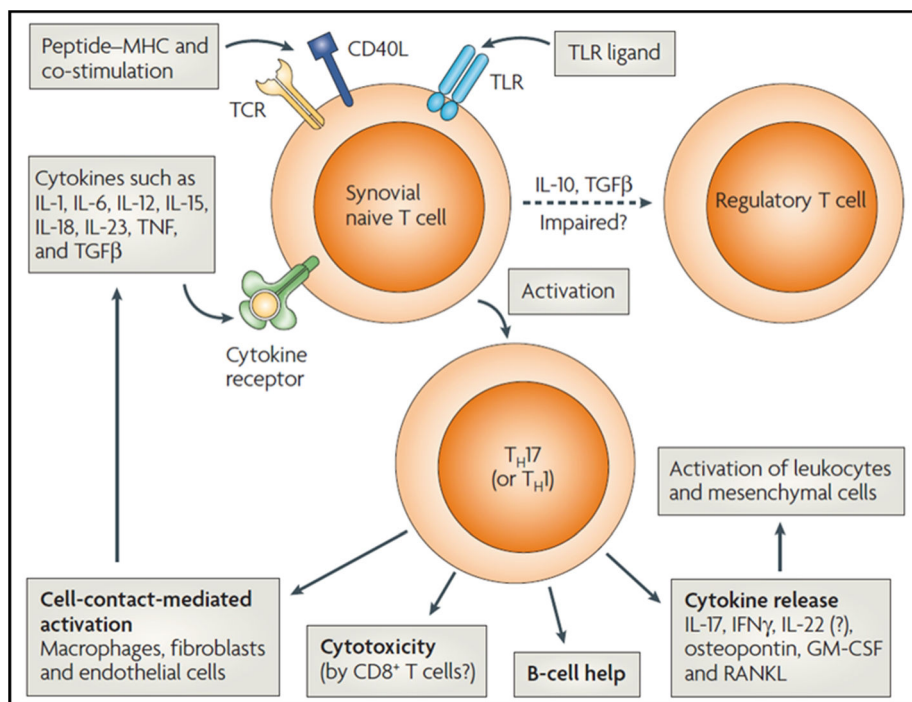 Peptide–MHC and
co-stimulation
CD40L
TCR
TLR
TLR ligand
Cytokines such as
IL-1, IL-6, IL-12, IL-15,
IL-18, IL-23, TNF,
and TGFβ
Synovial
naive T cell
IL-10, TGFβ
Impaired?
Regulatory T cell
Cytokine
receptor
Activation
T_H17
(or T_H1)
Activation of leukocytes
and mesenchymal cells
Cell-contact-mediated
activation
Macrophages, fibroblasts
and endothelial cells
Cytotoxicity
(by CD8⁺ T cells?)
B-cell help
Cytokine release
IL-17, IFNγ, IL-22 (?),
osteopontin, GM-CSF
and RANKL